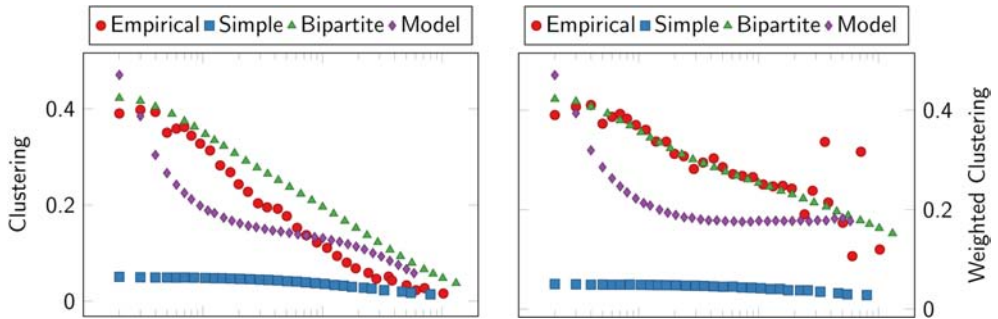 Empirical Simple Bipartite Model
Empirical Simple Bipartite Model
Clustering
0.4
0.2
0
0.4
0.2
0
Weighted Clustering